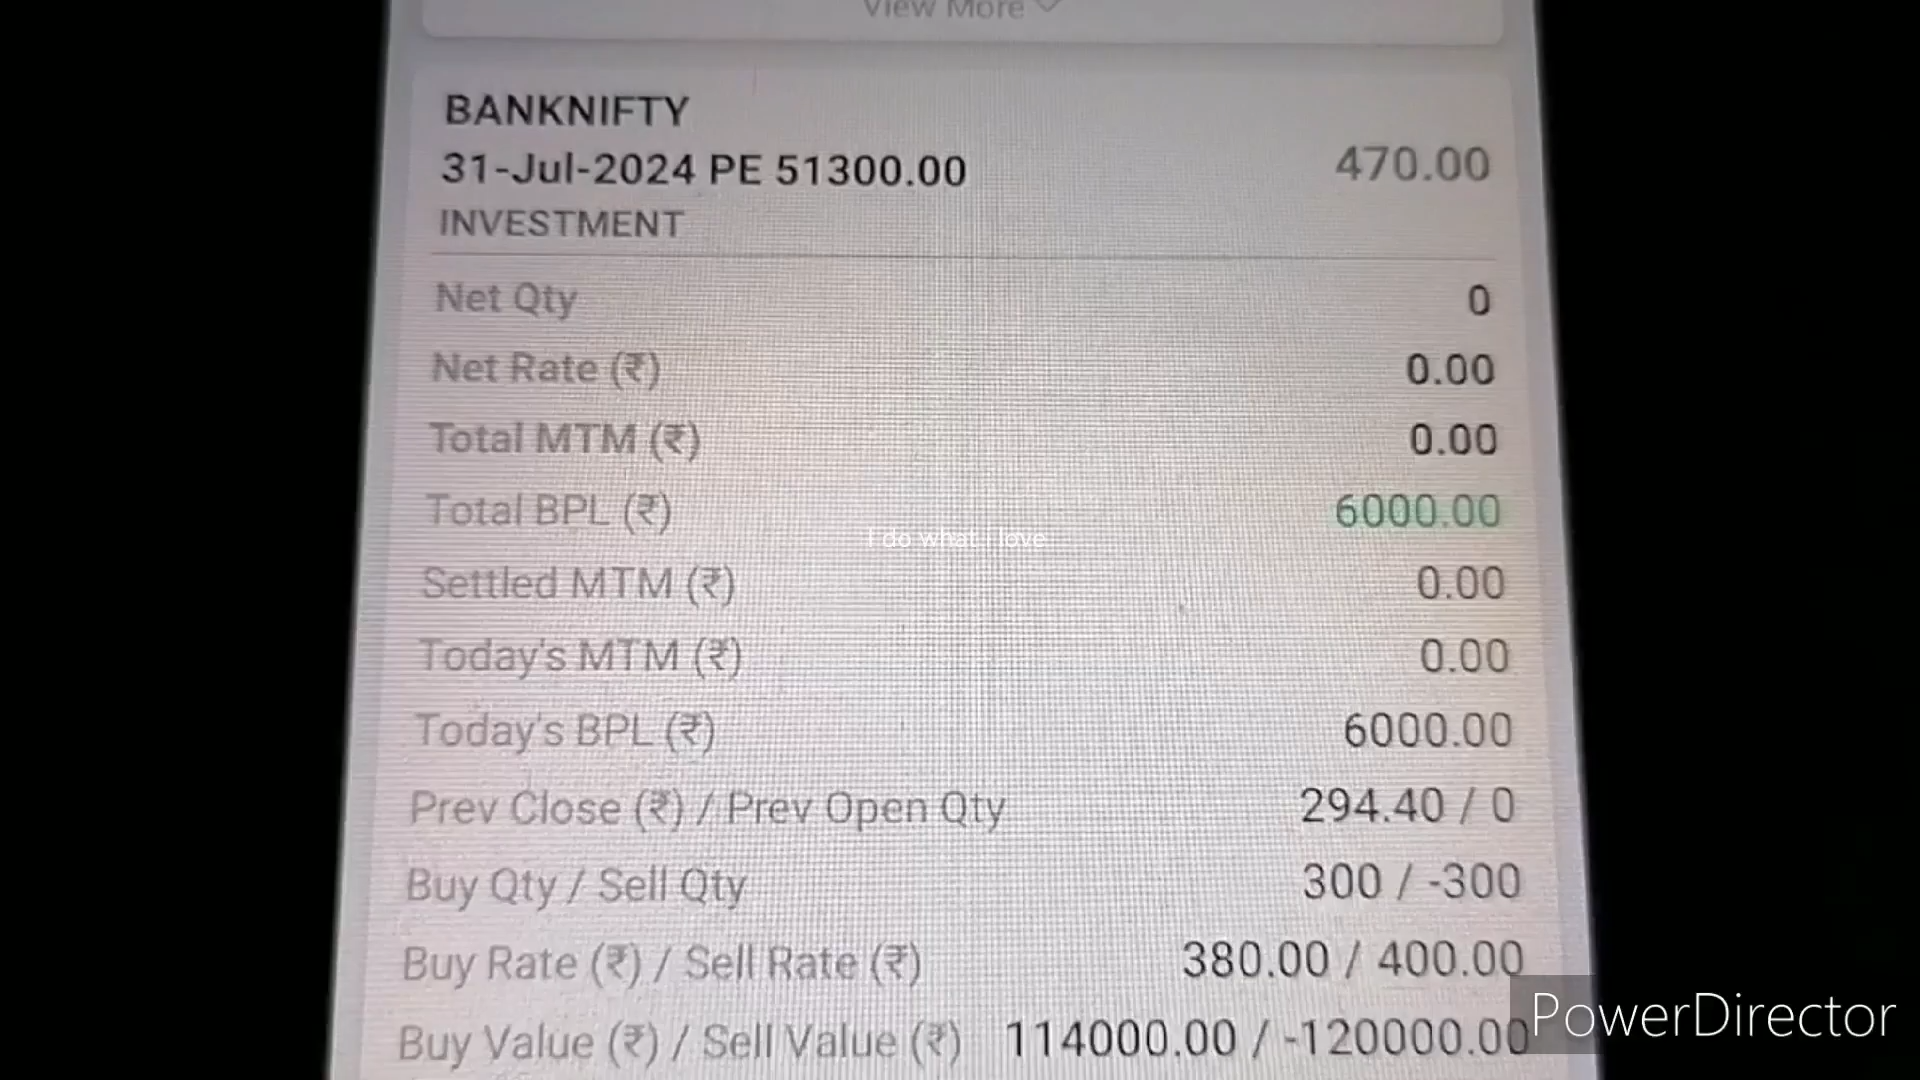 View More
BANKNIFTY
31-Jul-2024 PE 51300.00 470.00
INVESTMENT
Net Qty 0
Net Rate (₹) 0.00
Total MTM (₹) 0.00
Total BPL (₹) 6000.00
I do what i love
Settled MTM (₹) 0.00
Today's MTM (₹) 0.00
Today's BPL (₹) 6000.00
Prev Close (₹) / Prev Open Qty 294.40 / 0
Buy Qty / Sell Qty 300 / -300
Buy Rate (₹) / Sell Rate (₹) 380.00 / 400.00
Buy Value (₹) / Sell Value (₹) 114000.00 / -120000.00
PowerDirector